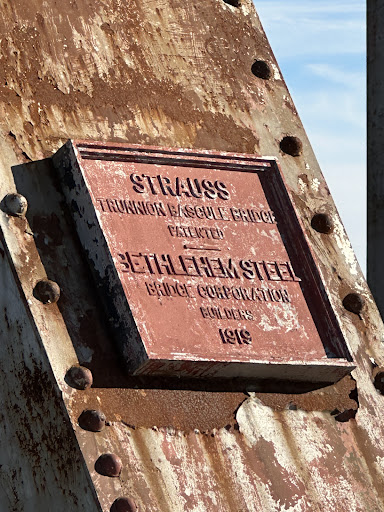 STRAUSS
TRUNNION BASCULE BRIDGE
PATENTED
BETHLEHEM STEEL
BRIDGE CORPORATION
BUILDERS
1919